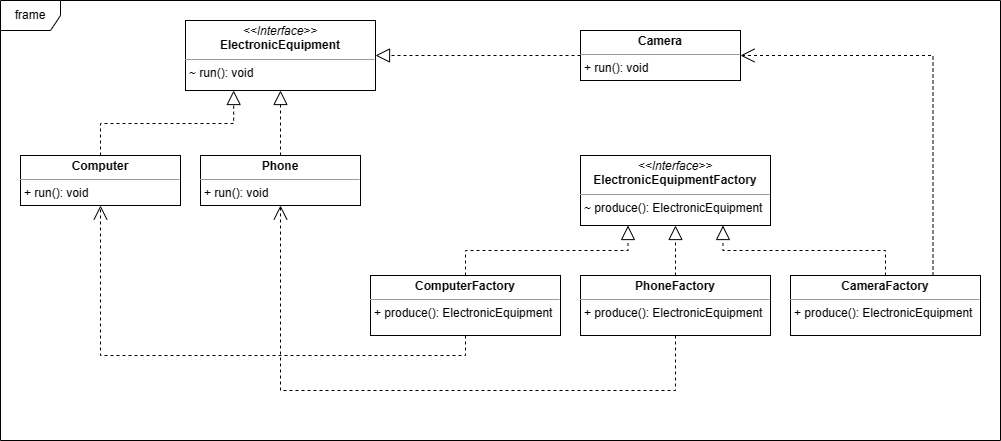 frame
<<Interface>>
ElectronicEquipment
~ run(): void
Camera
+ run(): void
Computer
+ run(): void
Phone
+ run(): void
<<Interface>>
ElectronicEquipmentFactory
~ produce(): ElectronicEquipment
ComputerFactory
+ produce(): ElectronicEquipment
PhoneFactory
+ produce(): ElectronicEquipment
CameraFactory
+ produce(): ElectronicEquipment